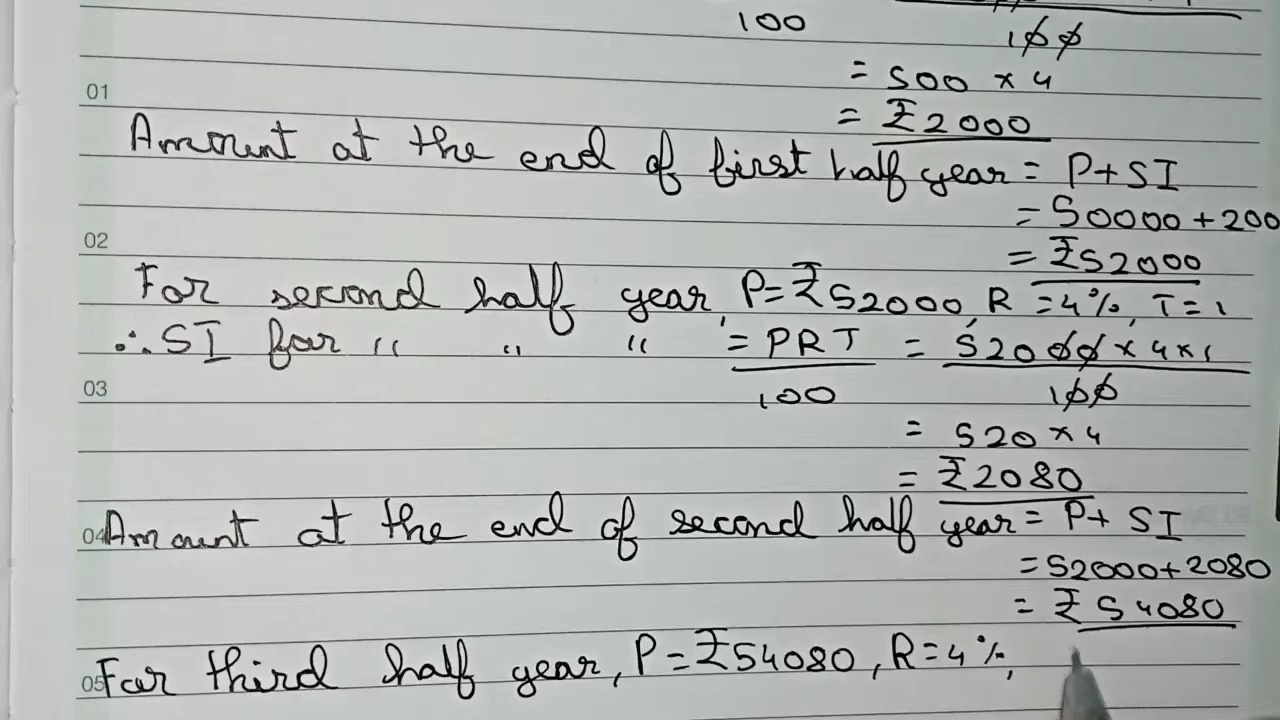 100 100
= 500 × 4
01
= ₹2000
Amount at the end of first half year = P+SI
= 50000+200
02
= ₹52000
For second half year, P=₹52000, R=4%, T=1
∴SI for " " " = PRT = 52000×4×1
03
100 100
= 520×4
= ₹2080
04 Amount at the end of second half year = P+ SI
= 52000+2080
= ₹54080
05 For third half year, P=₹54080, R=4%,